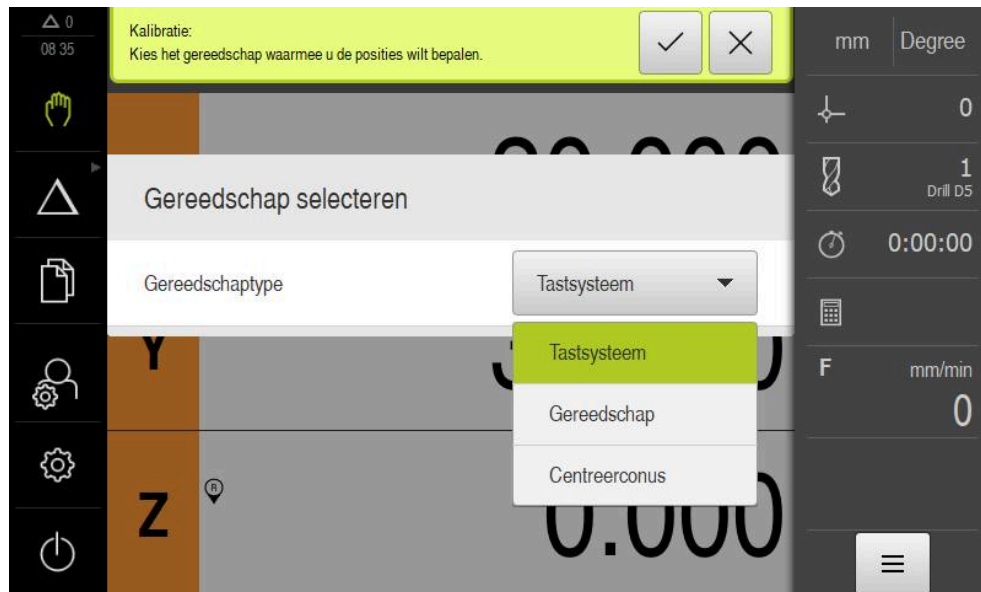 0
08 35
Kalibratie:
Kies het gereedschap waarmee u de posities wilt bepalen.
mm Degree
0
1
Drill D5
0:00:00
F mm/min
0
Gereedschap selecteren
Gereedschaptype Tastsysteem
Tastsysteem
Gereedschap
Centreerconus
Y
Z R 0.000